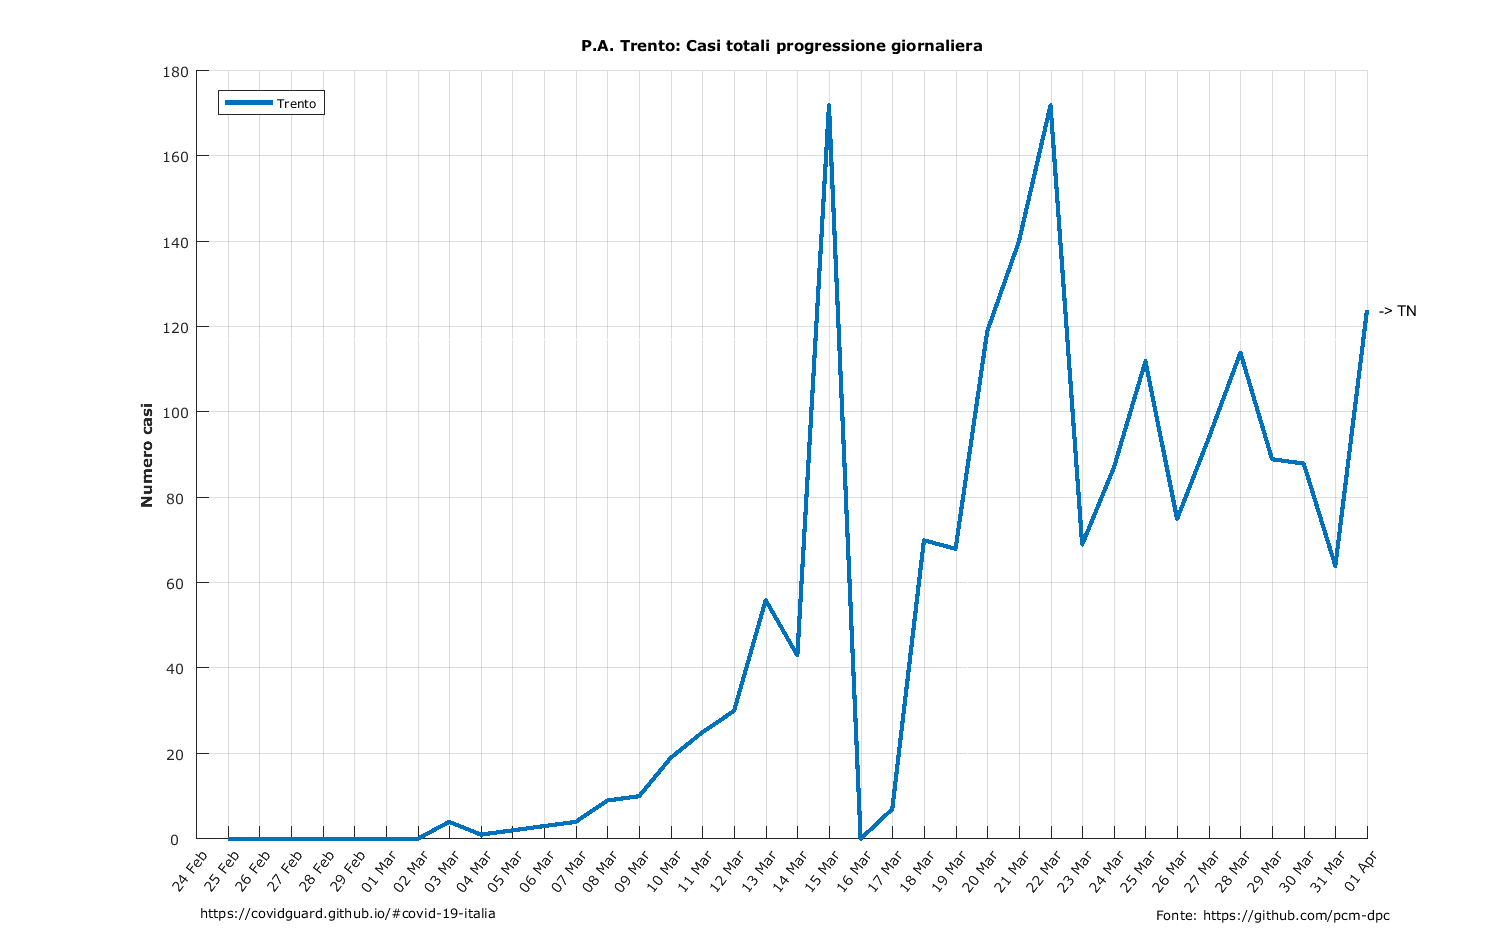 P.A. Trento: Casi totali progressione giornaliera
180
160
140
120
100
80
60
40
20
0
Trento
-> TN
Numero casi
24 Feb
25 Feb
26 Feb
27 Feb
28 Feb
29 Feb
01 Mar
02 Mar
03 Mar
04 Mar
05 Mar
06 Mar
07 Mar
08 Mar
09 Mar
10 Mar
11 Mar
12 Mar
13 Mar
14 Mar
15 Mar
16 Mar
17 Mar
18 Mar
19 Mar
20 Mar
21 Mar
22 Mar
23 Mar
24 Mar
25 Mar
26 Mar
27 Mar
28 Mar
29 Mar
30 Mar
31 Mar
01 Apr
https://covidguard.github.io/#covid-19-italia
Fonte: https://github.com/pcm-dpc